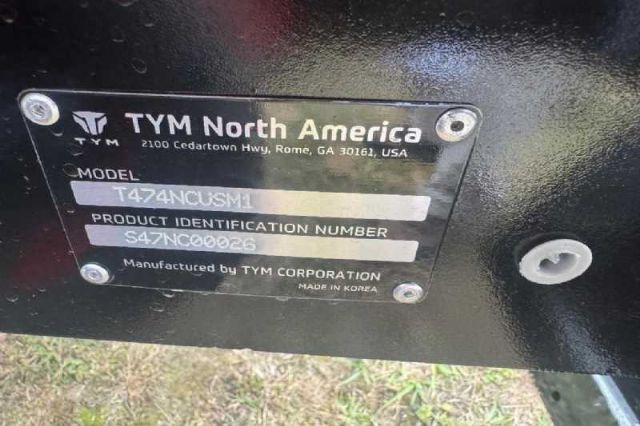 TYM
TYM North America
2100 Cedartown Hwy, Rome, GA 30161, USA
MODEL
T474NCUSM1
PRODUCT IDENTIFICATION NUMBER
S47NC00026
Manufactured by TYM CORPORATION
MADE IN KOREA